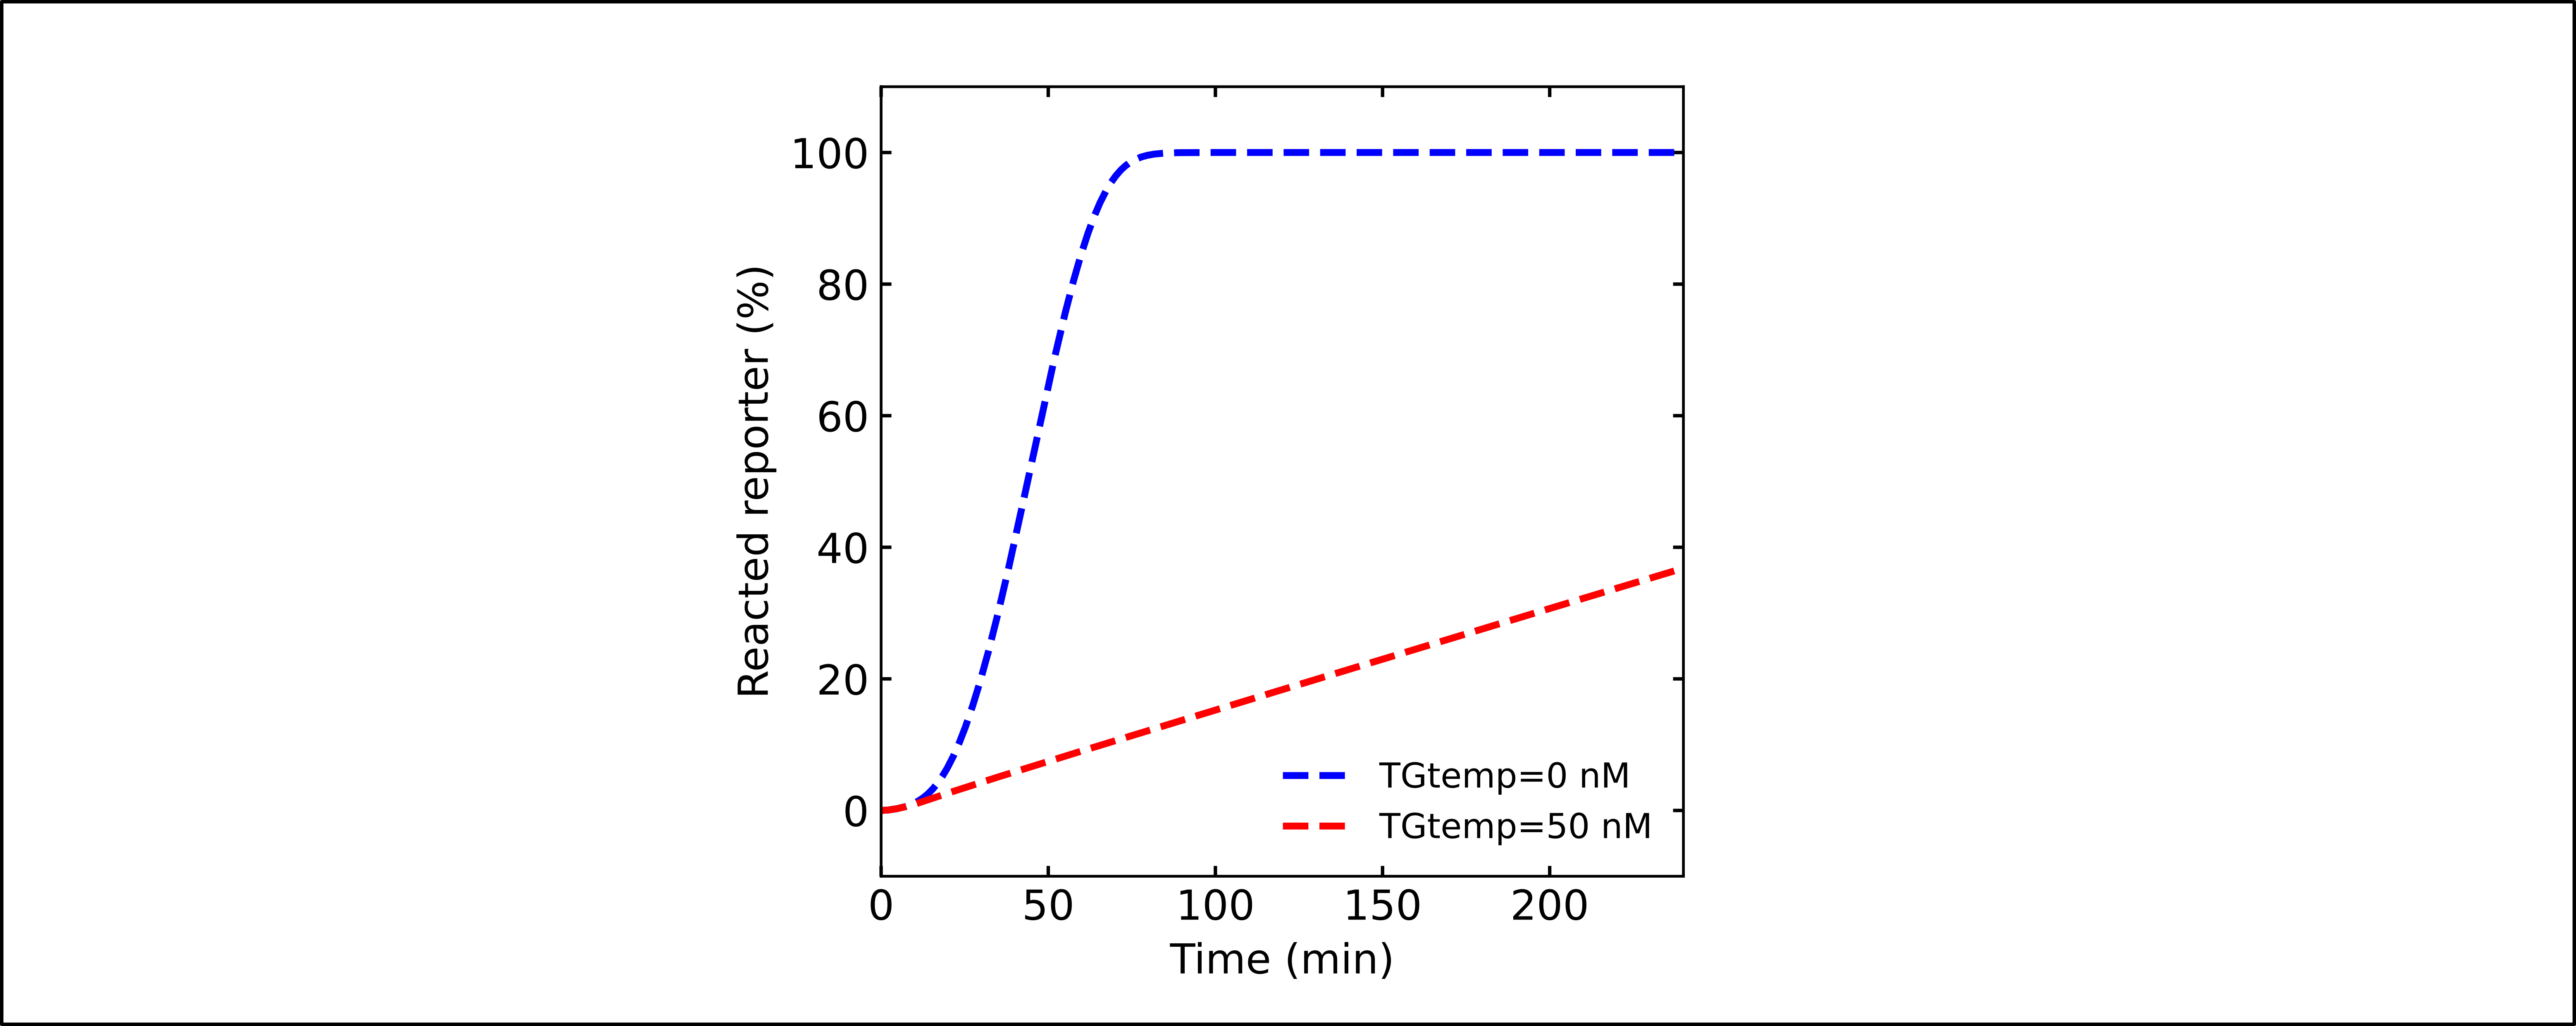 100
80
60
40
20
0
Reacted reporter (%)
TGtemp=0 nM
TGtemp=50 nM
0 50 100 150 200
Time (min)